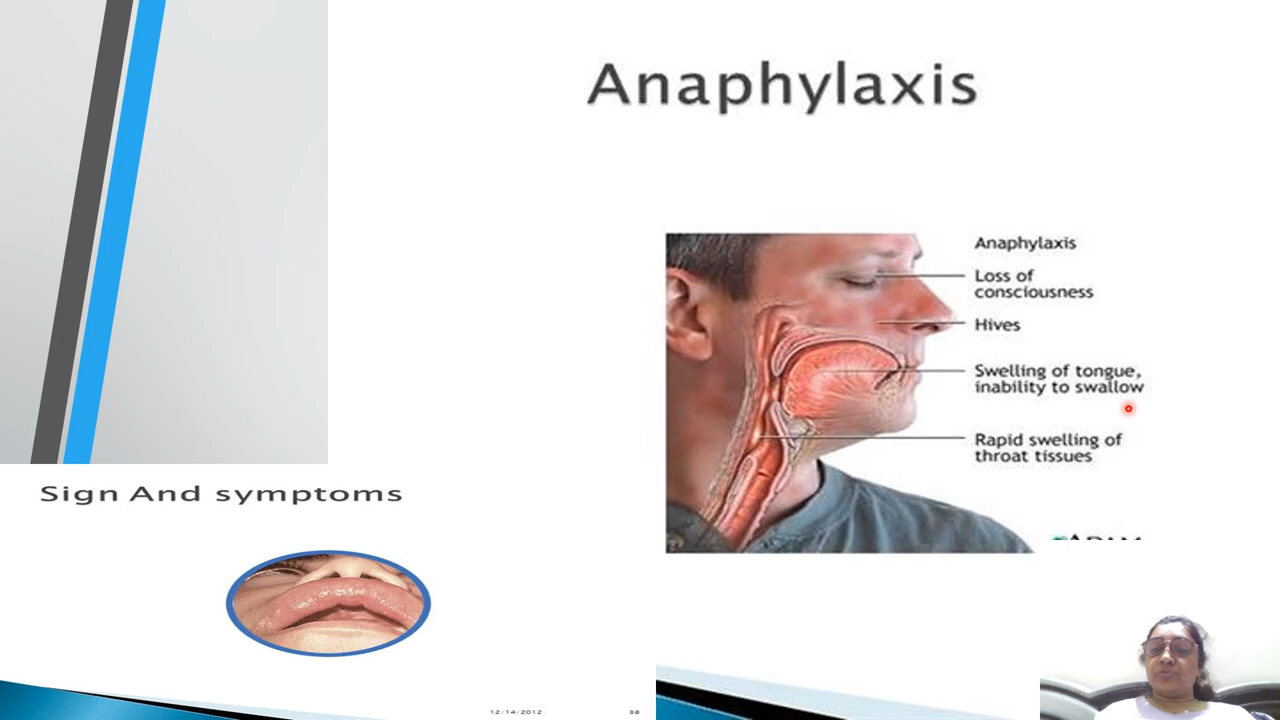 Anaphylaxis
Anaphylaxis
Loss of
consciousness
Hives
Swelling of tongue,
inability to swallow
Rapid swelling of
throat tissues
Sign And symptoms
12/14/2012
38